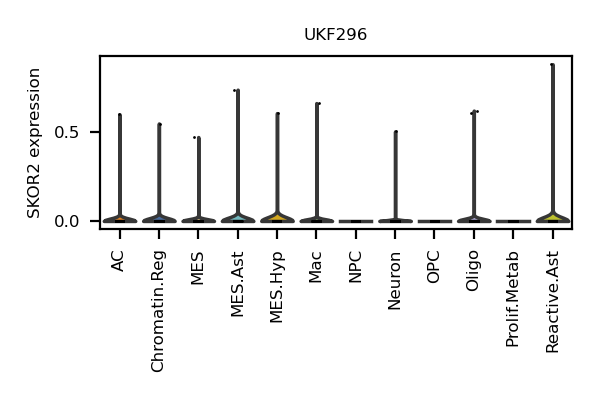 UKF296
SKOR2 expression
0.5
0.0
AC
Chromatin.Reg
MES
MES.Ast
MES.Hyp
Mac
NPC
Neuron
OPC
Oligo
Prolif.Metab
Reactive.Ast